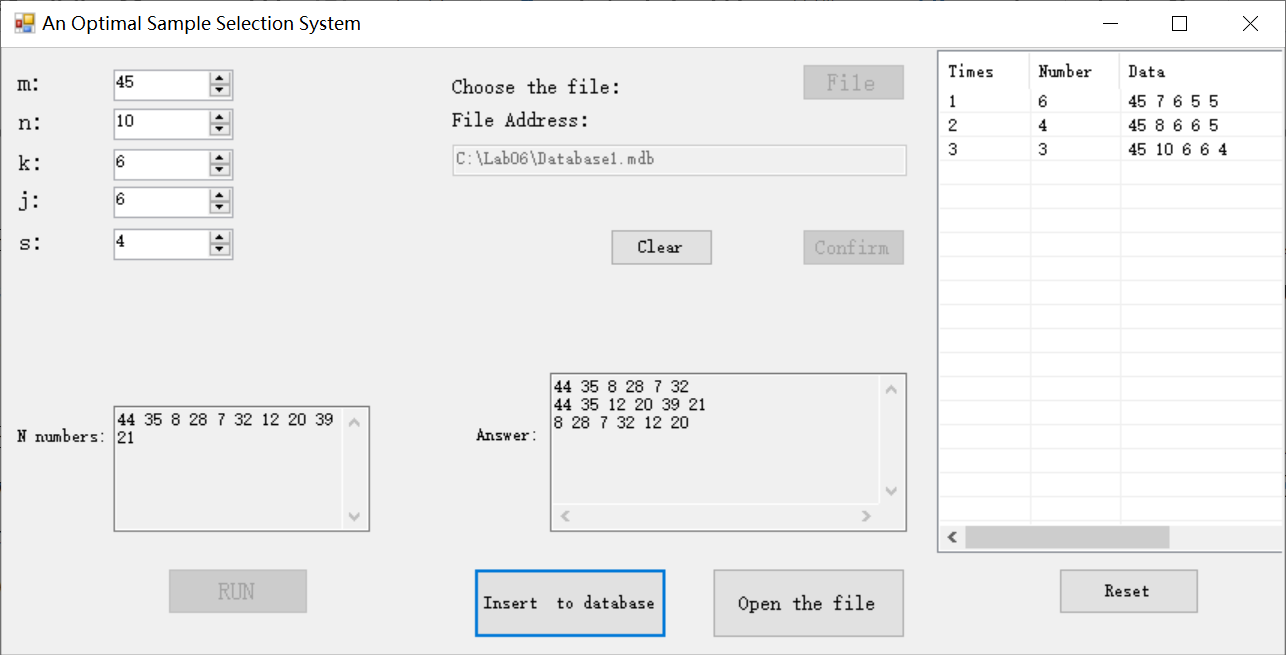 An Optimal Sample Selection System
m: 45
n: 10
k: 6
j: 6
s: 4
Choose the file: File
File Address:
C:\Lab06\Database1.mdb
Clear Confirm
Times Number Data
1 6 45 7 6 5 5
2 4 45 8 6 6 5
3 3 45 10 6 6 4
N numbers: 44 35 8 28 7 32 12 20 39
21
Answer: 44 35 8 28 7 32
44 35 12 20 39 21
8 28 7 32 12 20
RUN
Insert to database
Open the file
Reset